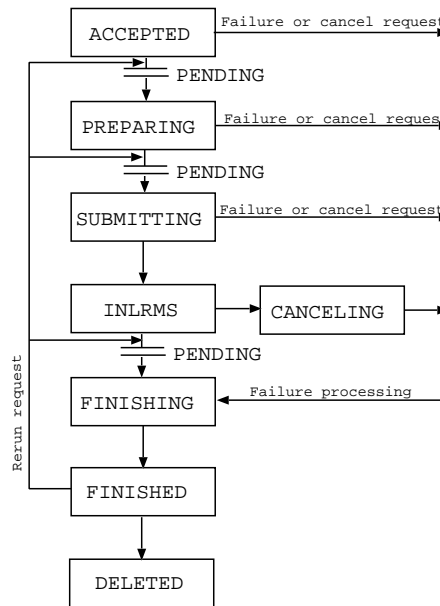 Failure or cancel request
ACCEPTED
PENDING
Failure or cancel request
PREPARING
PENDING
Failure or cancel request
SUBMITTING
INLRMS
CANCELING
PENDING
Rerun request
Failure processing
FINISHING
FINISHED
DELETED